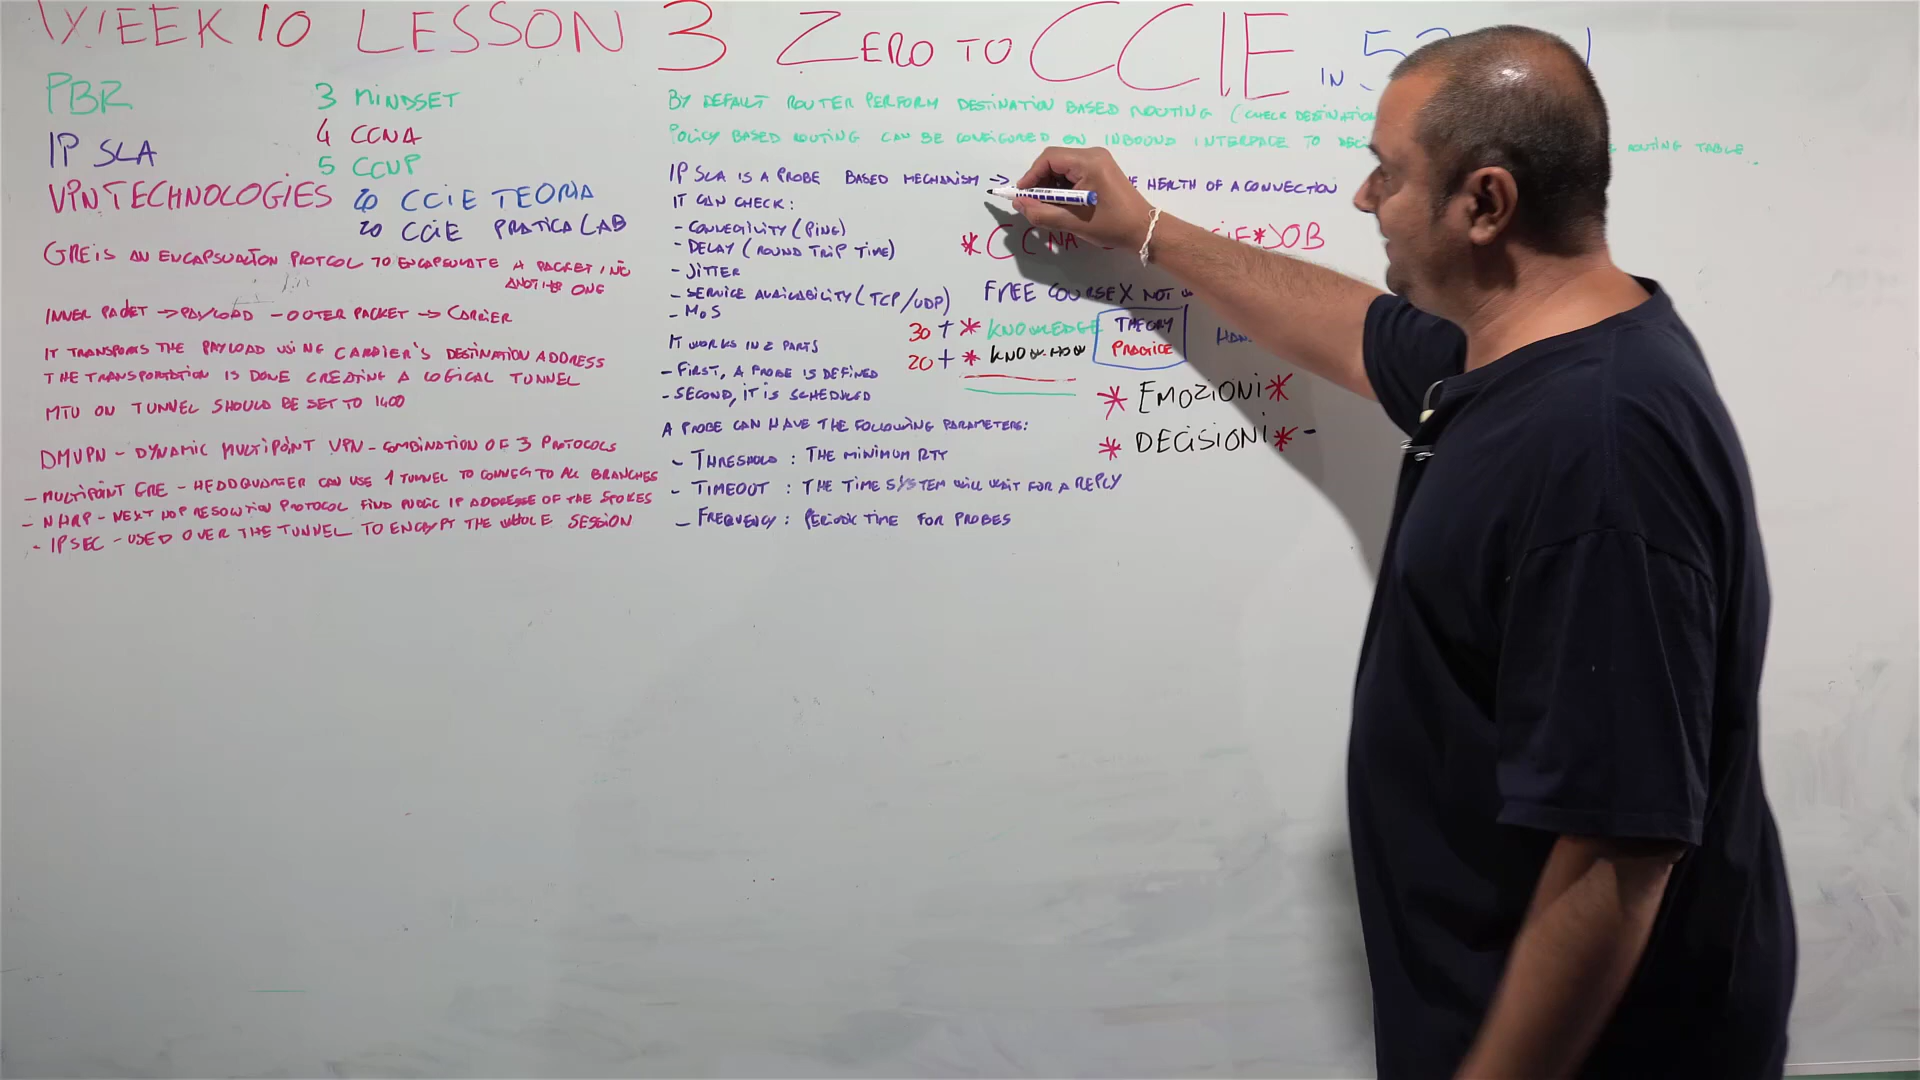 WEEK 10 LESSON 3 ZERO TO CCIE IN
PBR
IP SLA
VPN TECHNOLOGIES
3 MINDSET
4 CCNA
5 CCNP
20 CCIE TEORIA
20 CCIE PRATICA LAB
GRE IS AN ENCAPSULATION PROTCOL TO ENCAPSULATE A PACKET INC
ANOTHER ONE
INNER PACKET → PAYLOAD - OUTER PACKET → CARRIER
IT TRANSPORTS THE PAYLOAD USING CARRIER'S DESTINATION ADDRESS
THE TRANSPORTATION IS DONE CREATING A LOGICAL TUNNEL
MTU ON TUNNEL SHOULD BE SET TO 1400
DMVPN - DYNAMIC MULTIPOINT VPN - COMBINATION OF 3 PROTOCOLS
- MULTIPOINT GRE - HEADQUARTER CAN USE 1 TUNNEL TO CONNECT TO ALL BRANCHES
- NHRP - NEXT HOP RESOLUTION PROTOCOL FIND PUBLIC IP ADDRESSE OF THE SPOKES
- IPSEC - USED OVER THE TUNNEL TO ENCRYPT THE WHOLE SESSION
BY DEFAULT ROUTER PERFORM DESTINATION BASED ROUTING (CHECK DESTINATION
POLICY BASED ROUTING CAN BE CONFIGURED ON INBOUND INTERFACE TO ROUTING TABLE
IP SLA IS A PROBE BASED MECHANISM → HEALTH OF A CONNECTION
IT CAN CHECK:
- CONNECTIVITY (PING)
- DELAY (ROUND TRIP TIME)
- JITTER
- SERVICE AVAILABILITY (TCP/UDP)
- MOS
IT WORKS IN 2 PARTS
- FIRST, A PROBE IS DEFINED
- SECOND, IT IS SCHEDULED
A PROBE CAN HAVE THE FOLLOWING PARAMETERS:
- THRESHOLD : THE MINIMUM RTT
- TIMEOUT : THE TIME SYSTEM WILL WAIT FOR A REPLY
- FREQUENCY : PERIODIC TIME FOR PROBES
* CCNA *JOB
FREE COURSE X NOT
30 + * KNOWLEDGE THEORY
20 + * KNOW-HOW PRACTICE
* EMOZIONI *
* DECISIONI * -